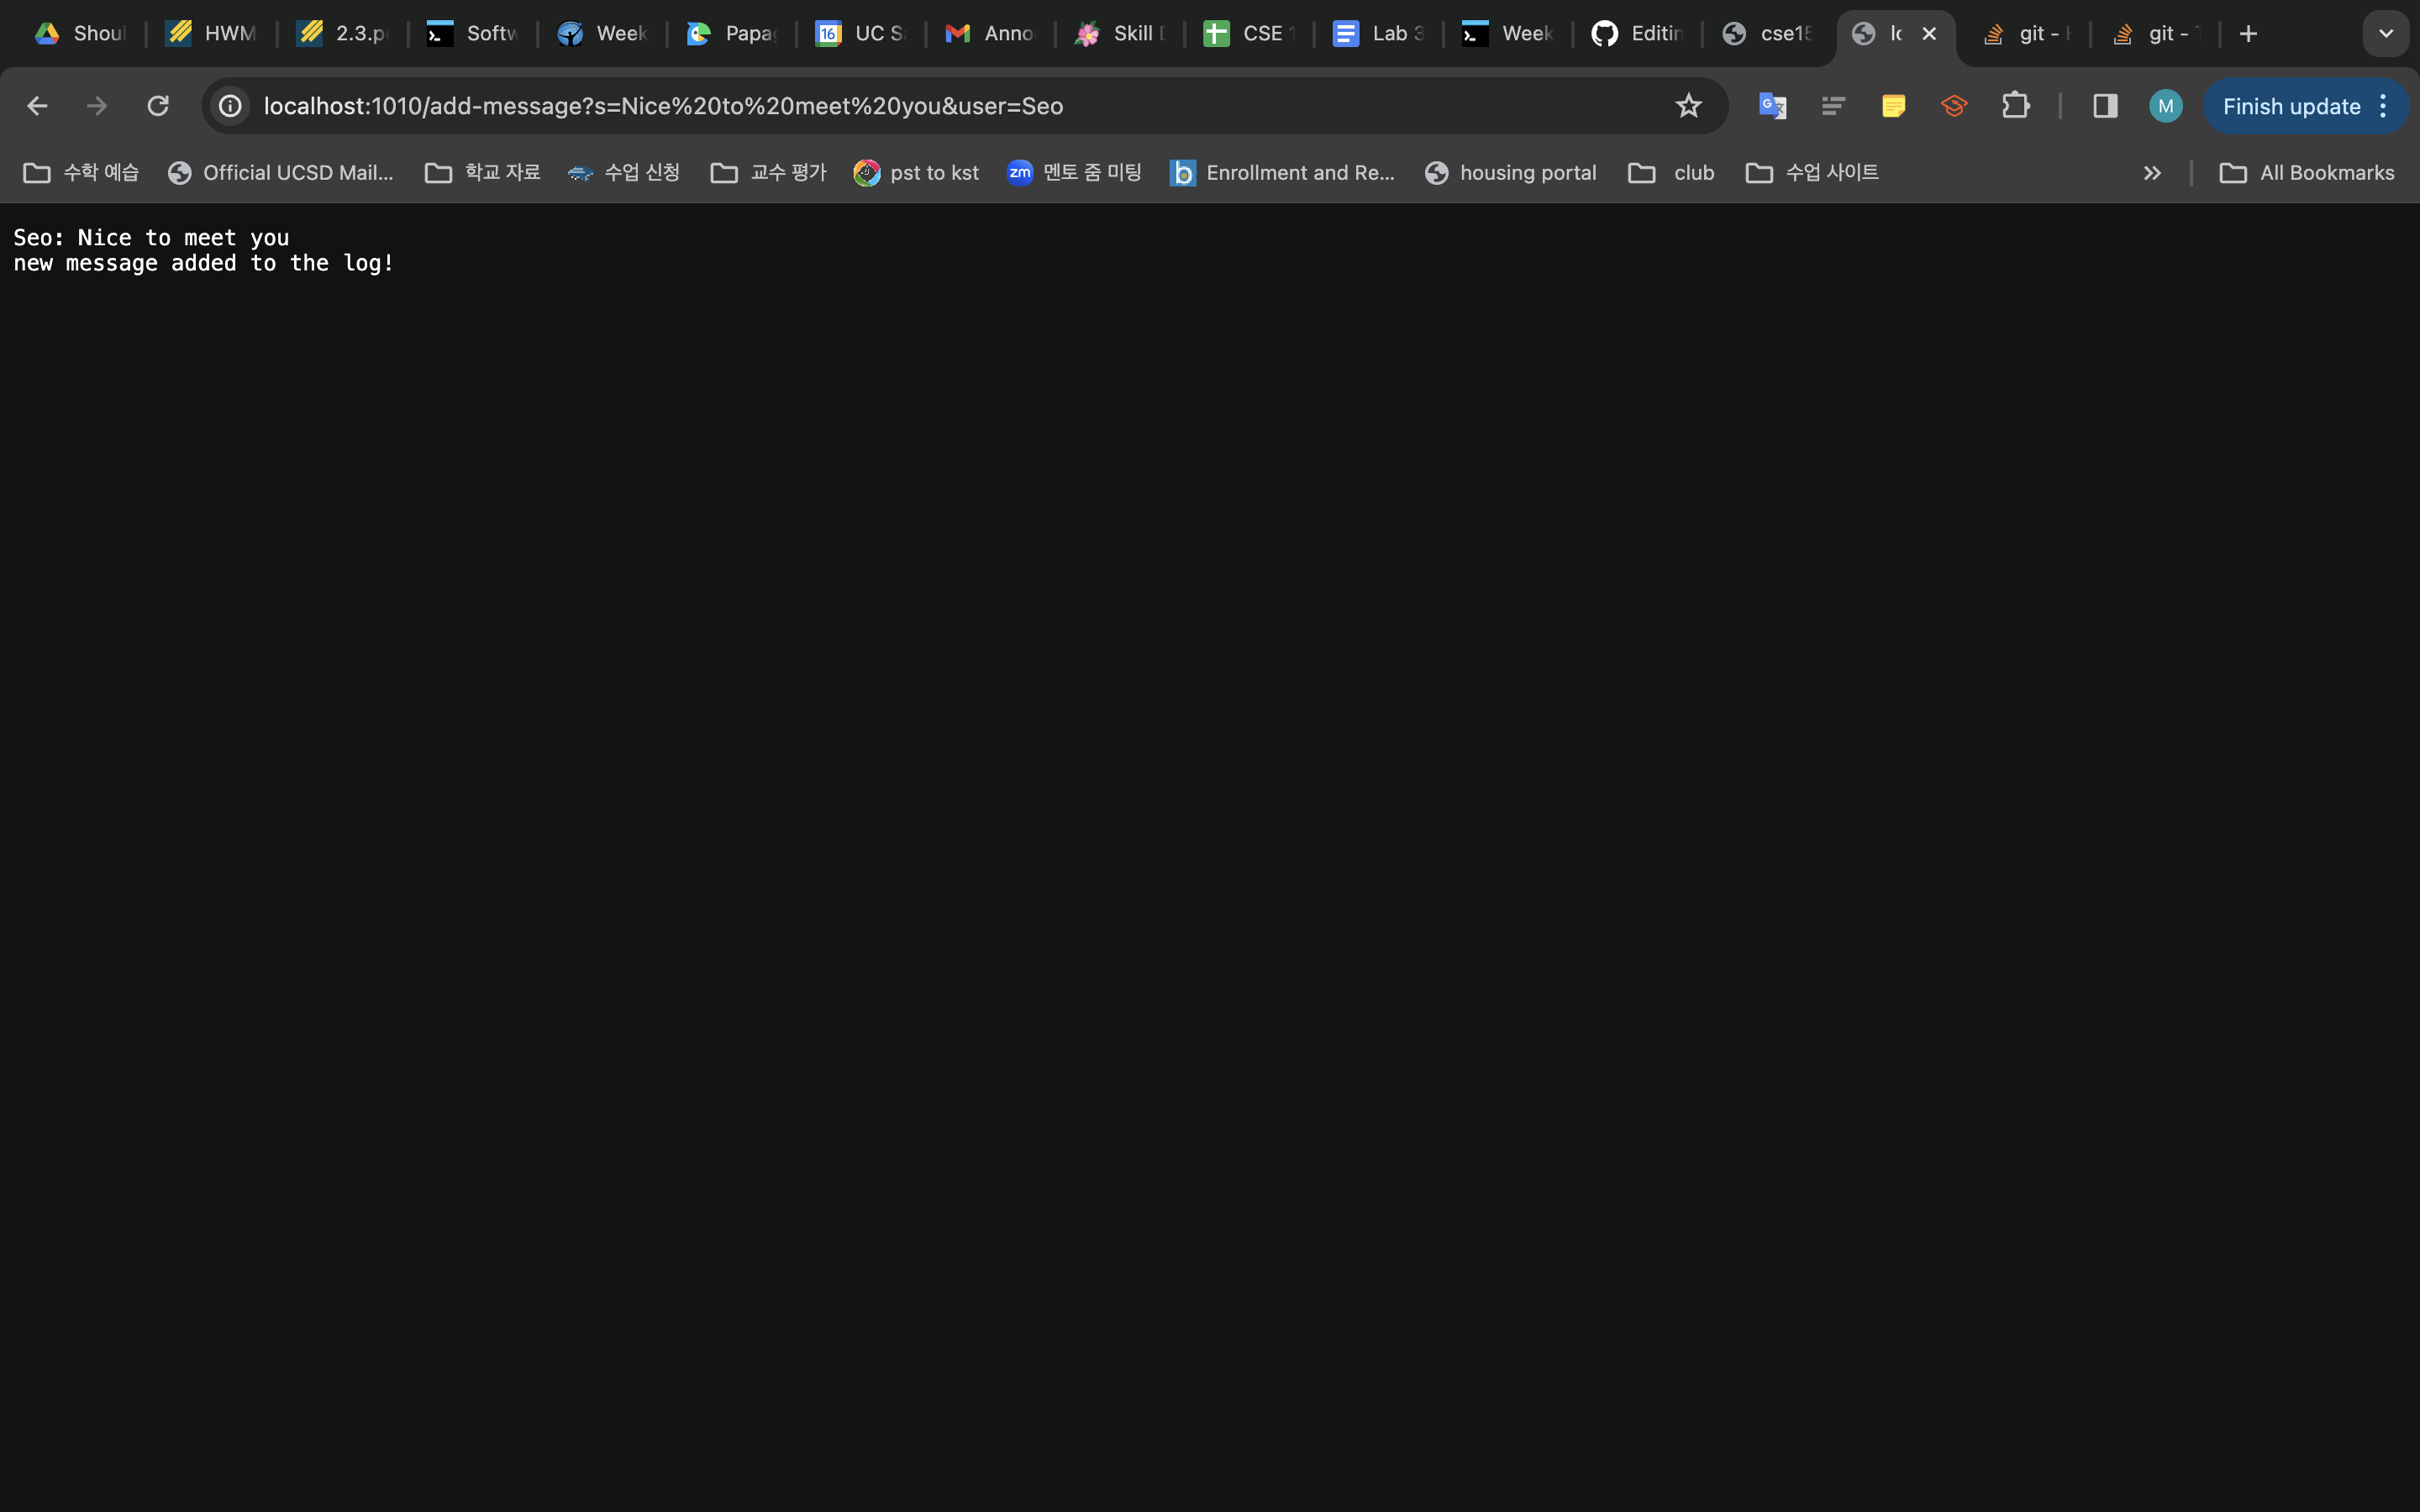 Shoul
HWM
2.3.p
Softw
Week
Papa
16
UC S
Anno
Skill
CSE 1
Lab 3
Week
Editin
cse15
git -
git -
localhost:1010/add-message?s=Nice%20to%20meet%20you&user=Seo
M
Finish update
수학 예습
Official UCSD Mail...
학교 자료
수업 신청
교수 평가
pst to kst
zm
멘토 줌 미팅
b
Enrollment and Re...
housing portal
club
수업 사이트
All Bookmarks
Seo: Nice to meet you
new message added to the log!